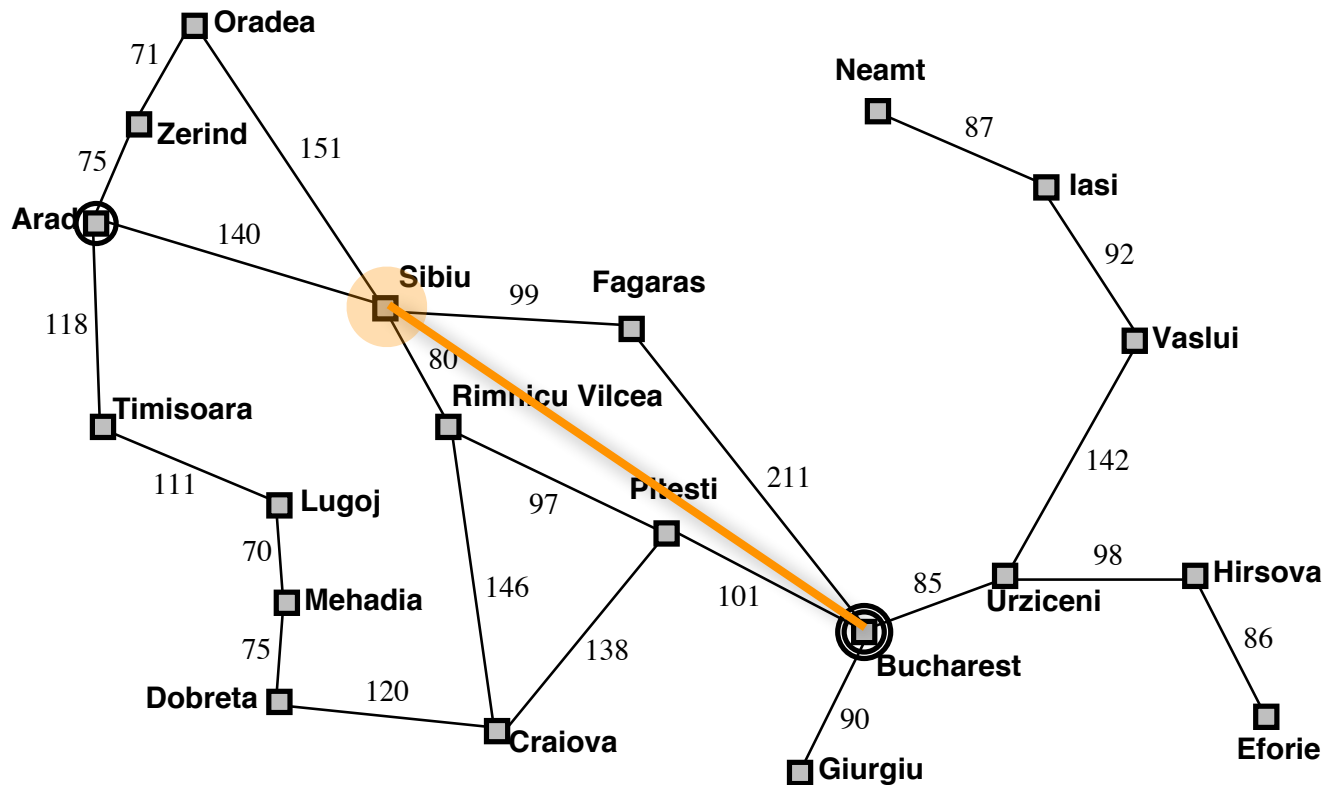 Oradea
71
Neamt
87
Zerind
151
75
Iasi
Arad
140
92
Sibiu
Fagaras
99
118
Vaslui
80
Rimnicu Vilcea
Timisoara
142
211
111
Pitesti
97
Lugoj
70
98
Hirsova
85
146
101
Urziceni
Mehadia
86
75
138
Bucharest
Dobreta
120
90
Craiova
Eforie
Giurgiu